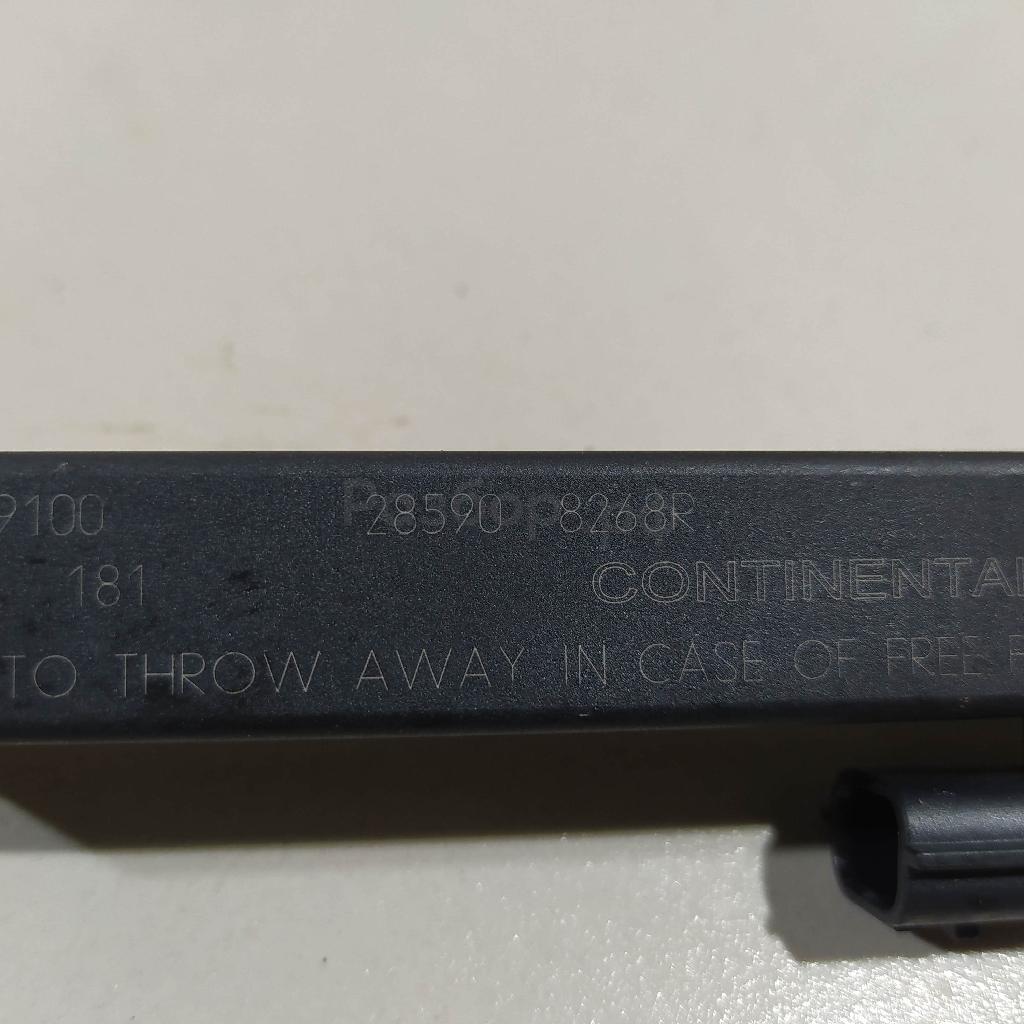 9100 28590 8268R
181 CONTINENTAL
TO THROW AWAY IN CASE OF FREE F